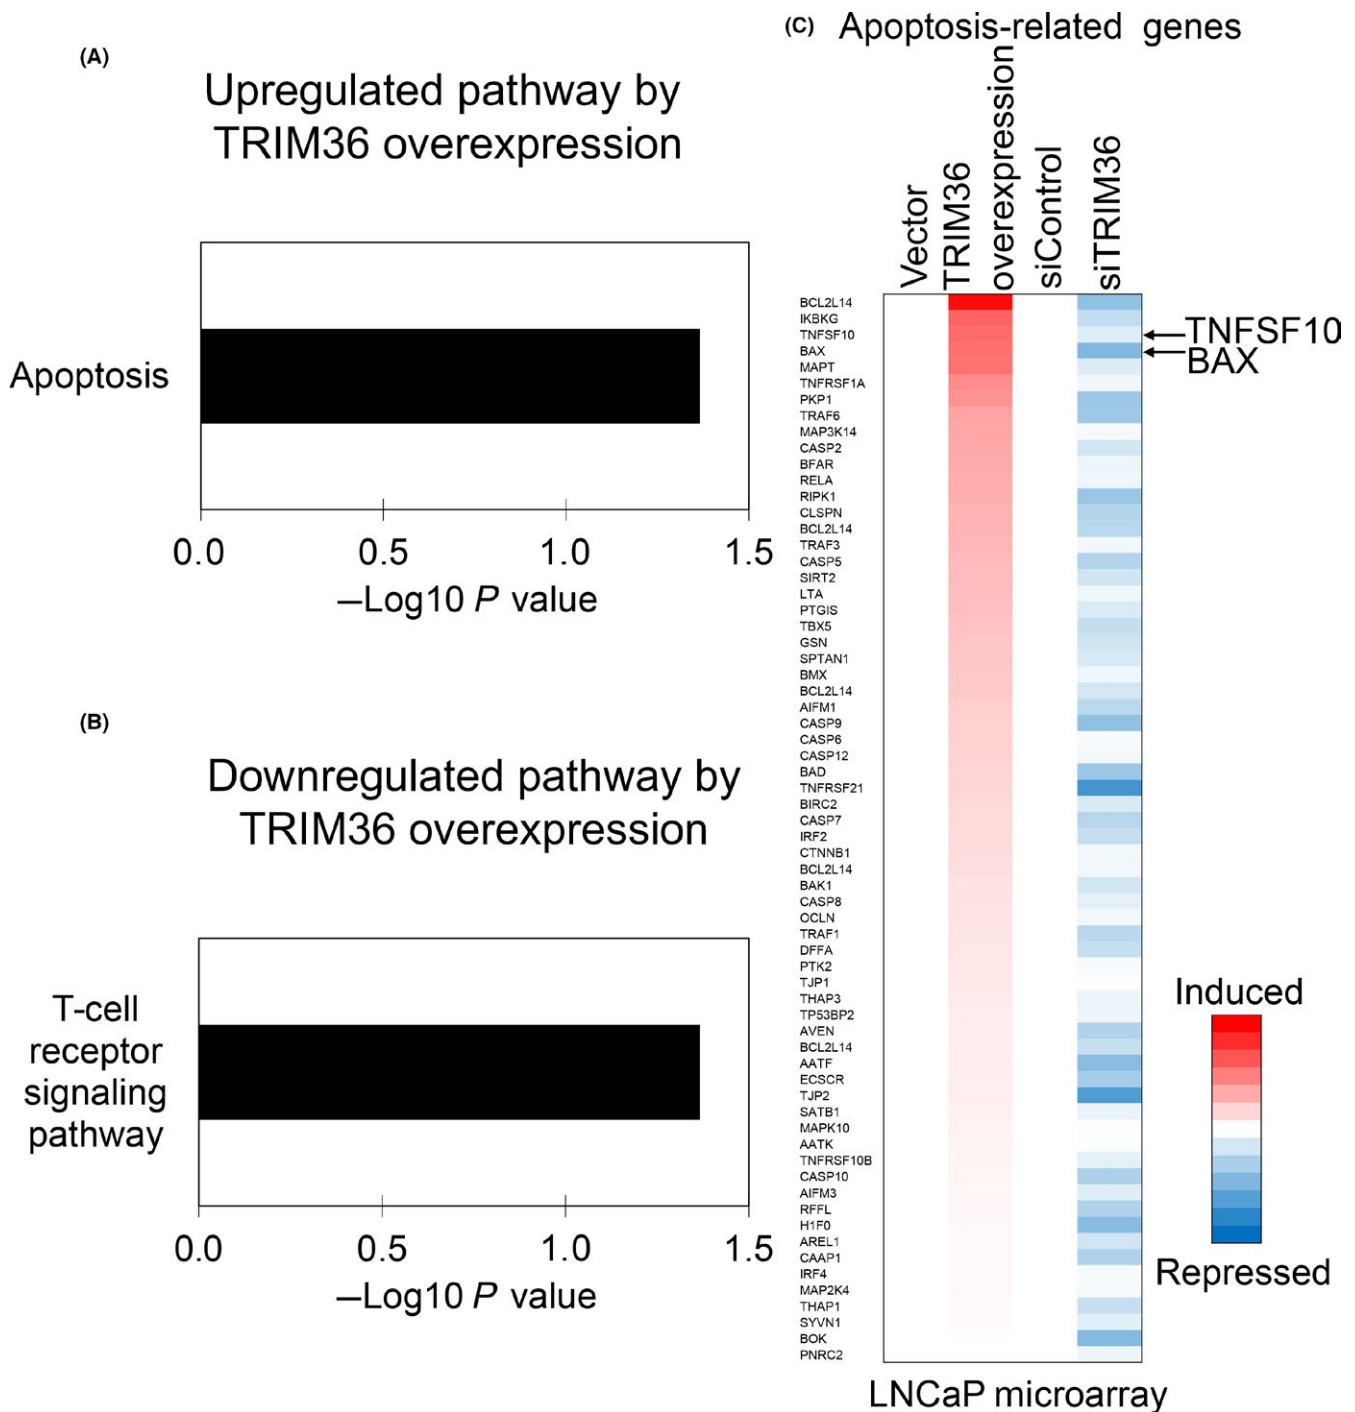 (A)
Upregulated pathway by
TRIM36 overexpression
Apoptosis
0.0 0.5 1.0 1.5
–Log10 P value
(B)
Downregulated pathway by
TRIM36 overexpression
T-cell
receptor
signaling
pathway
0.0 0.5 1.0 1.5
–Log10 P value
(C) Apoptosis-related genes
Vector
TRIM36
overexpression
siControl
siTRIM36
BCL2L14
IKBKG
TNFSF10
BAX
MAPT
TNFRSF1A
PKP1
TRAF6
MAP3K14
CASP2
BFAR
RELA
RIPK1
CLSPN
BCL2L14
TRAF3
CASP5
SIRT2
LTA
PTGIS
TBX5
GSN
SPTAN1
BMX
BCL2L14
AIFM1
CASP9
CASP6
CASP12
BAD
TNFRSF21
BIRC2
CASP7
IRF2
CTNNB1
BCL2L14
BAK1
CASP8
OCLN
TRAF1
DFFA
PTK2
TJP1
THAP3
TP53BP2
AVEN
BCL2L14
AATF
ECSCR
TJP2
SATB1
MAPK10
AATK
TNFRSF10B
CASP10
AIFM3
RFFL
H1F0
AREL1
CAAP1
IRF4
MAP2K4
THAP1
SYVN1
BOK
PNRC2
TNFSF10
BAX
Induced
Repressed
LNCaP microarray